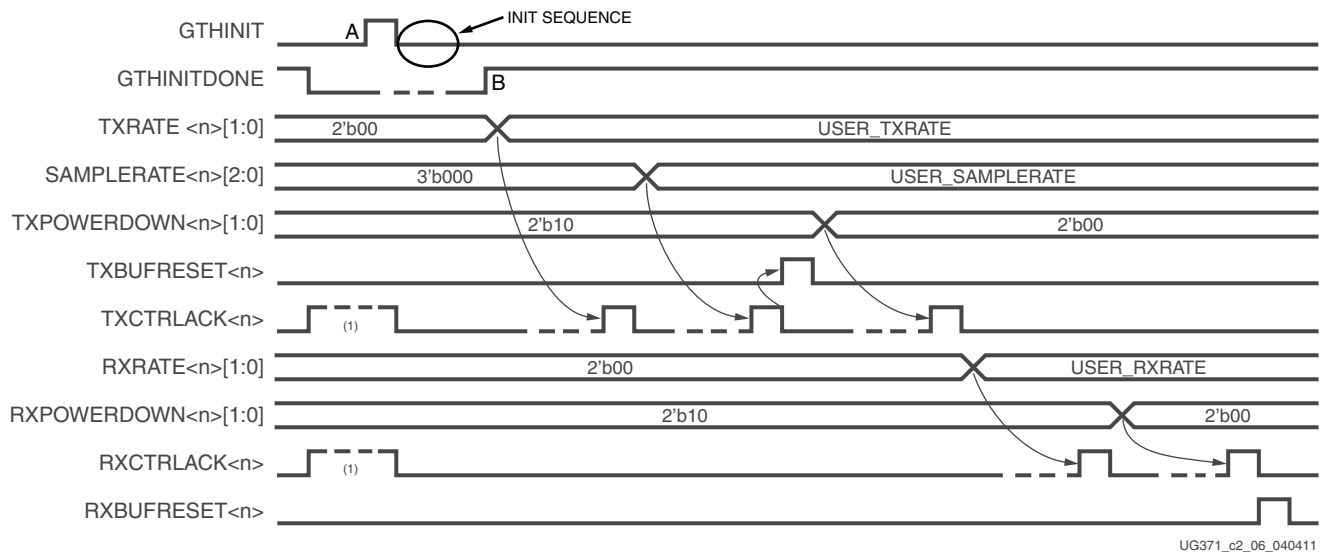 INIT SEQUENCE
GTHINIT A
GTHINITDONE B
TXRATE <n>[1:0] 2'b00 USER_TXRATE
SAMPLERATE<n>[2:0] 3'b000 USER_SAMPLERATE
TXPOWERDOWN<n>[1:0] 2'b10 2'b00
TXBUFRESET<n>
TXCTRLACK<n> (1)
RXRATE<n>[1:0] 2'b00 USER_RXRATE
RXPOWERDOWN<n>[1:0] 2'b10 2'b00
RXCTRLACK<n> (1)
RXBUFRESET<n>
UG371_c2_06_040411